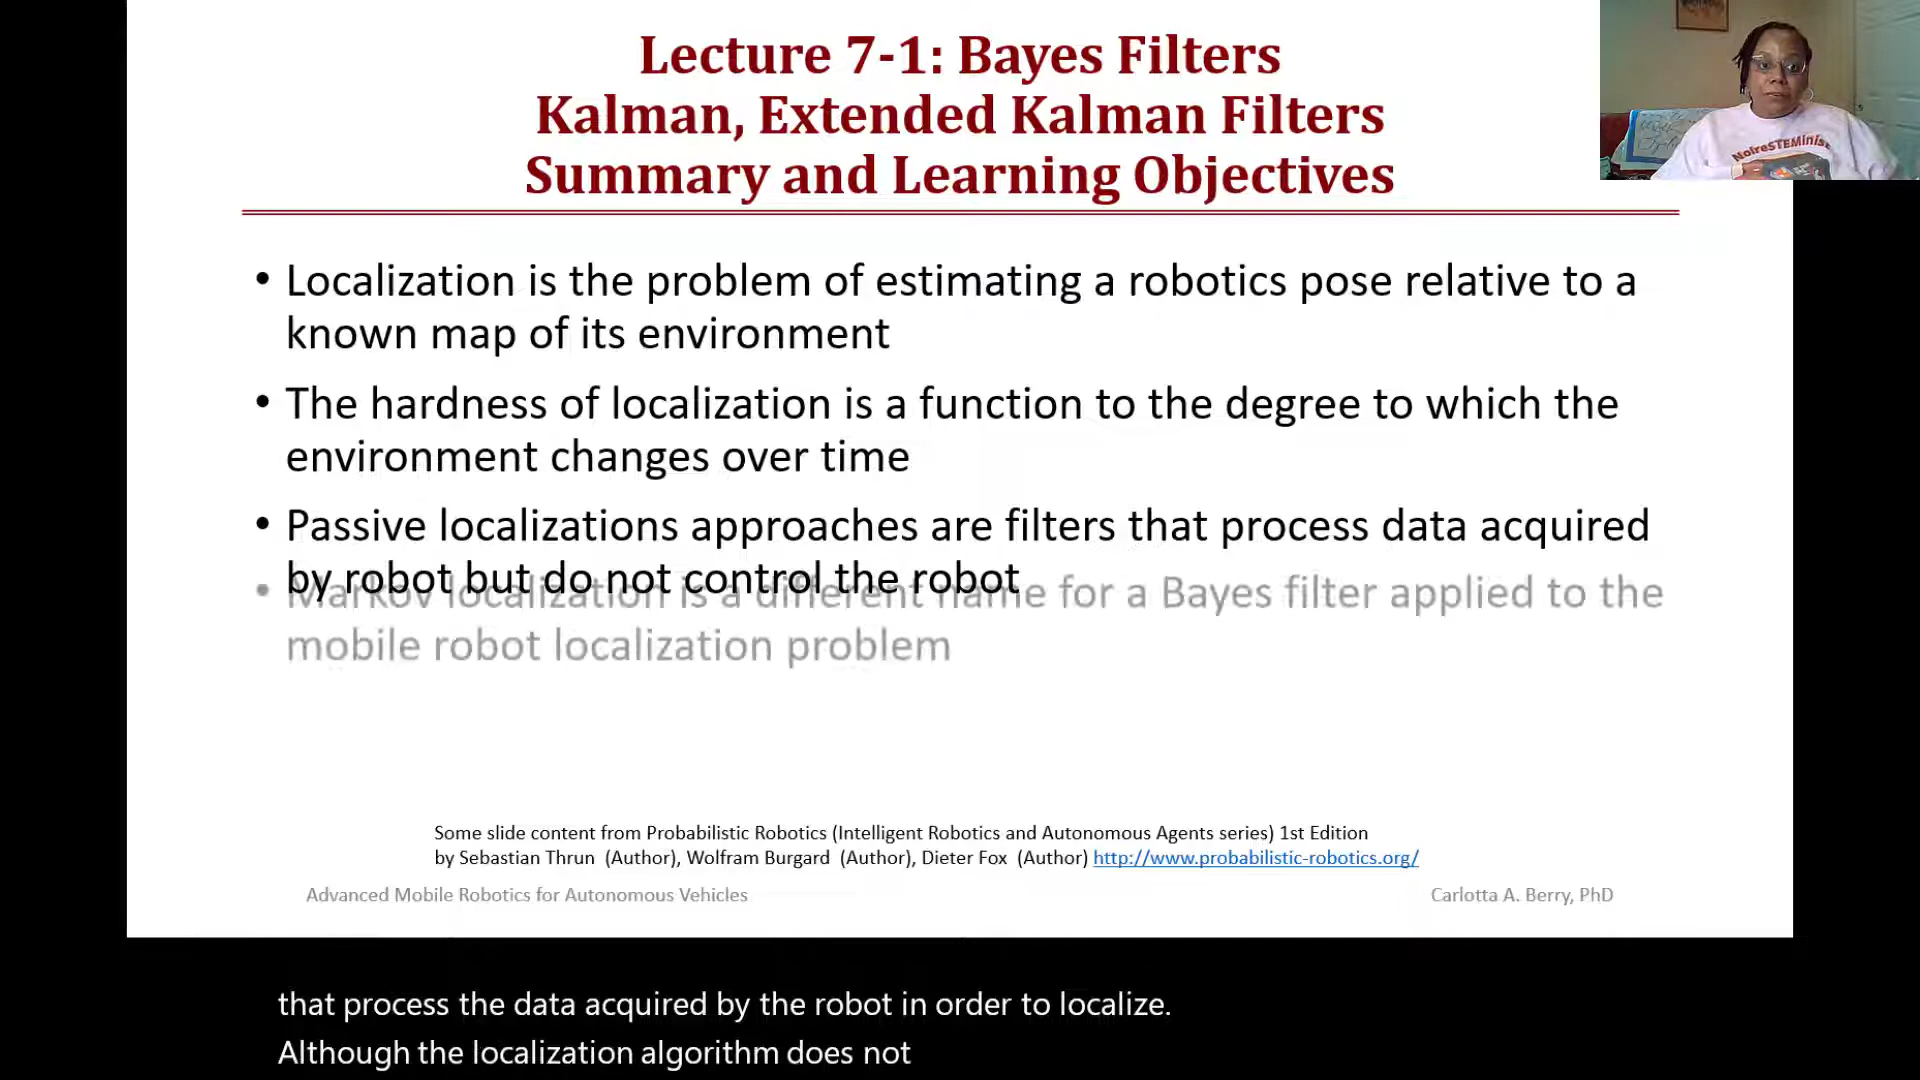 Lecture 7-1: Bayes Filters
Kalman, Extended Kalman Filters
Summary and Learning Objectives
• Localization is the problem of estimating a robotics pose relative to a
known map of its environment
• The hardness of localization is a function to the degree to which the
environment changes over time
• Passive localizations approaches are filters that process data acquired
by robot but do not control the robot
• Markov localization is a different name for a Bayes filter applied to the
mobile robot localization problem
Some slide content from Probabilistic Robotics (Intelligent Robotics and Autonomous Agents series) 1st Edition
by Sebastian Thrun (Author), Wolfram Burgard (Author), Dieter Fox (Author) http://www.probabilistic-robotics.org/
Advanced Mobile Robotics for Autonomous Vehicles
Carlotta A. Berry, PhD
that process the data acquired by the robot in order to localize.
Although the localization algorithm does not